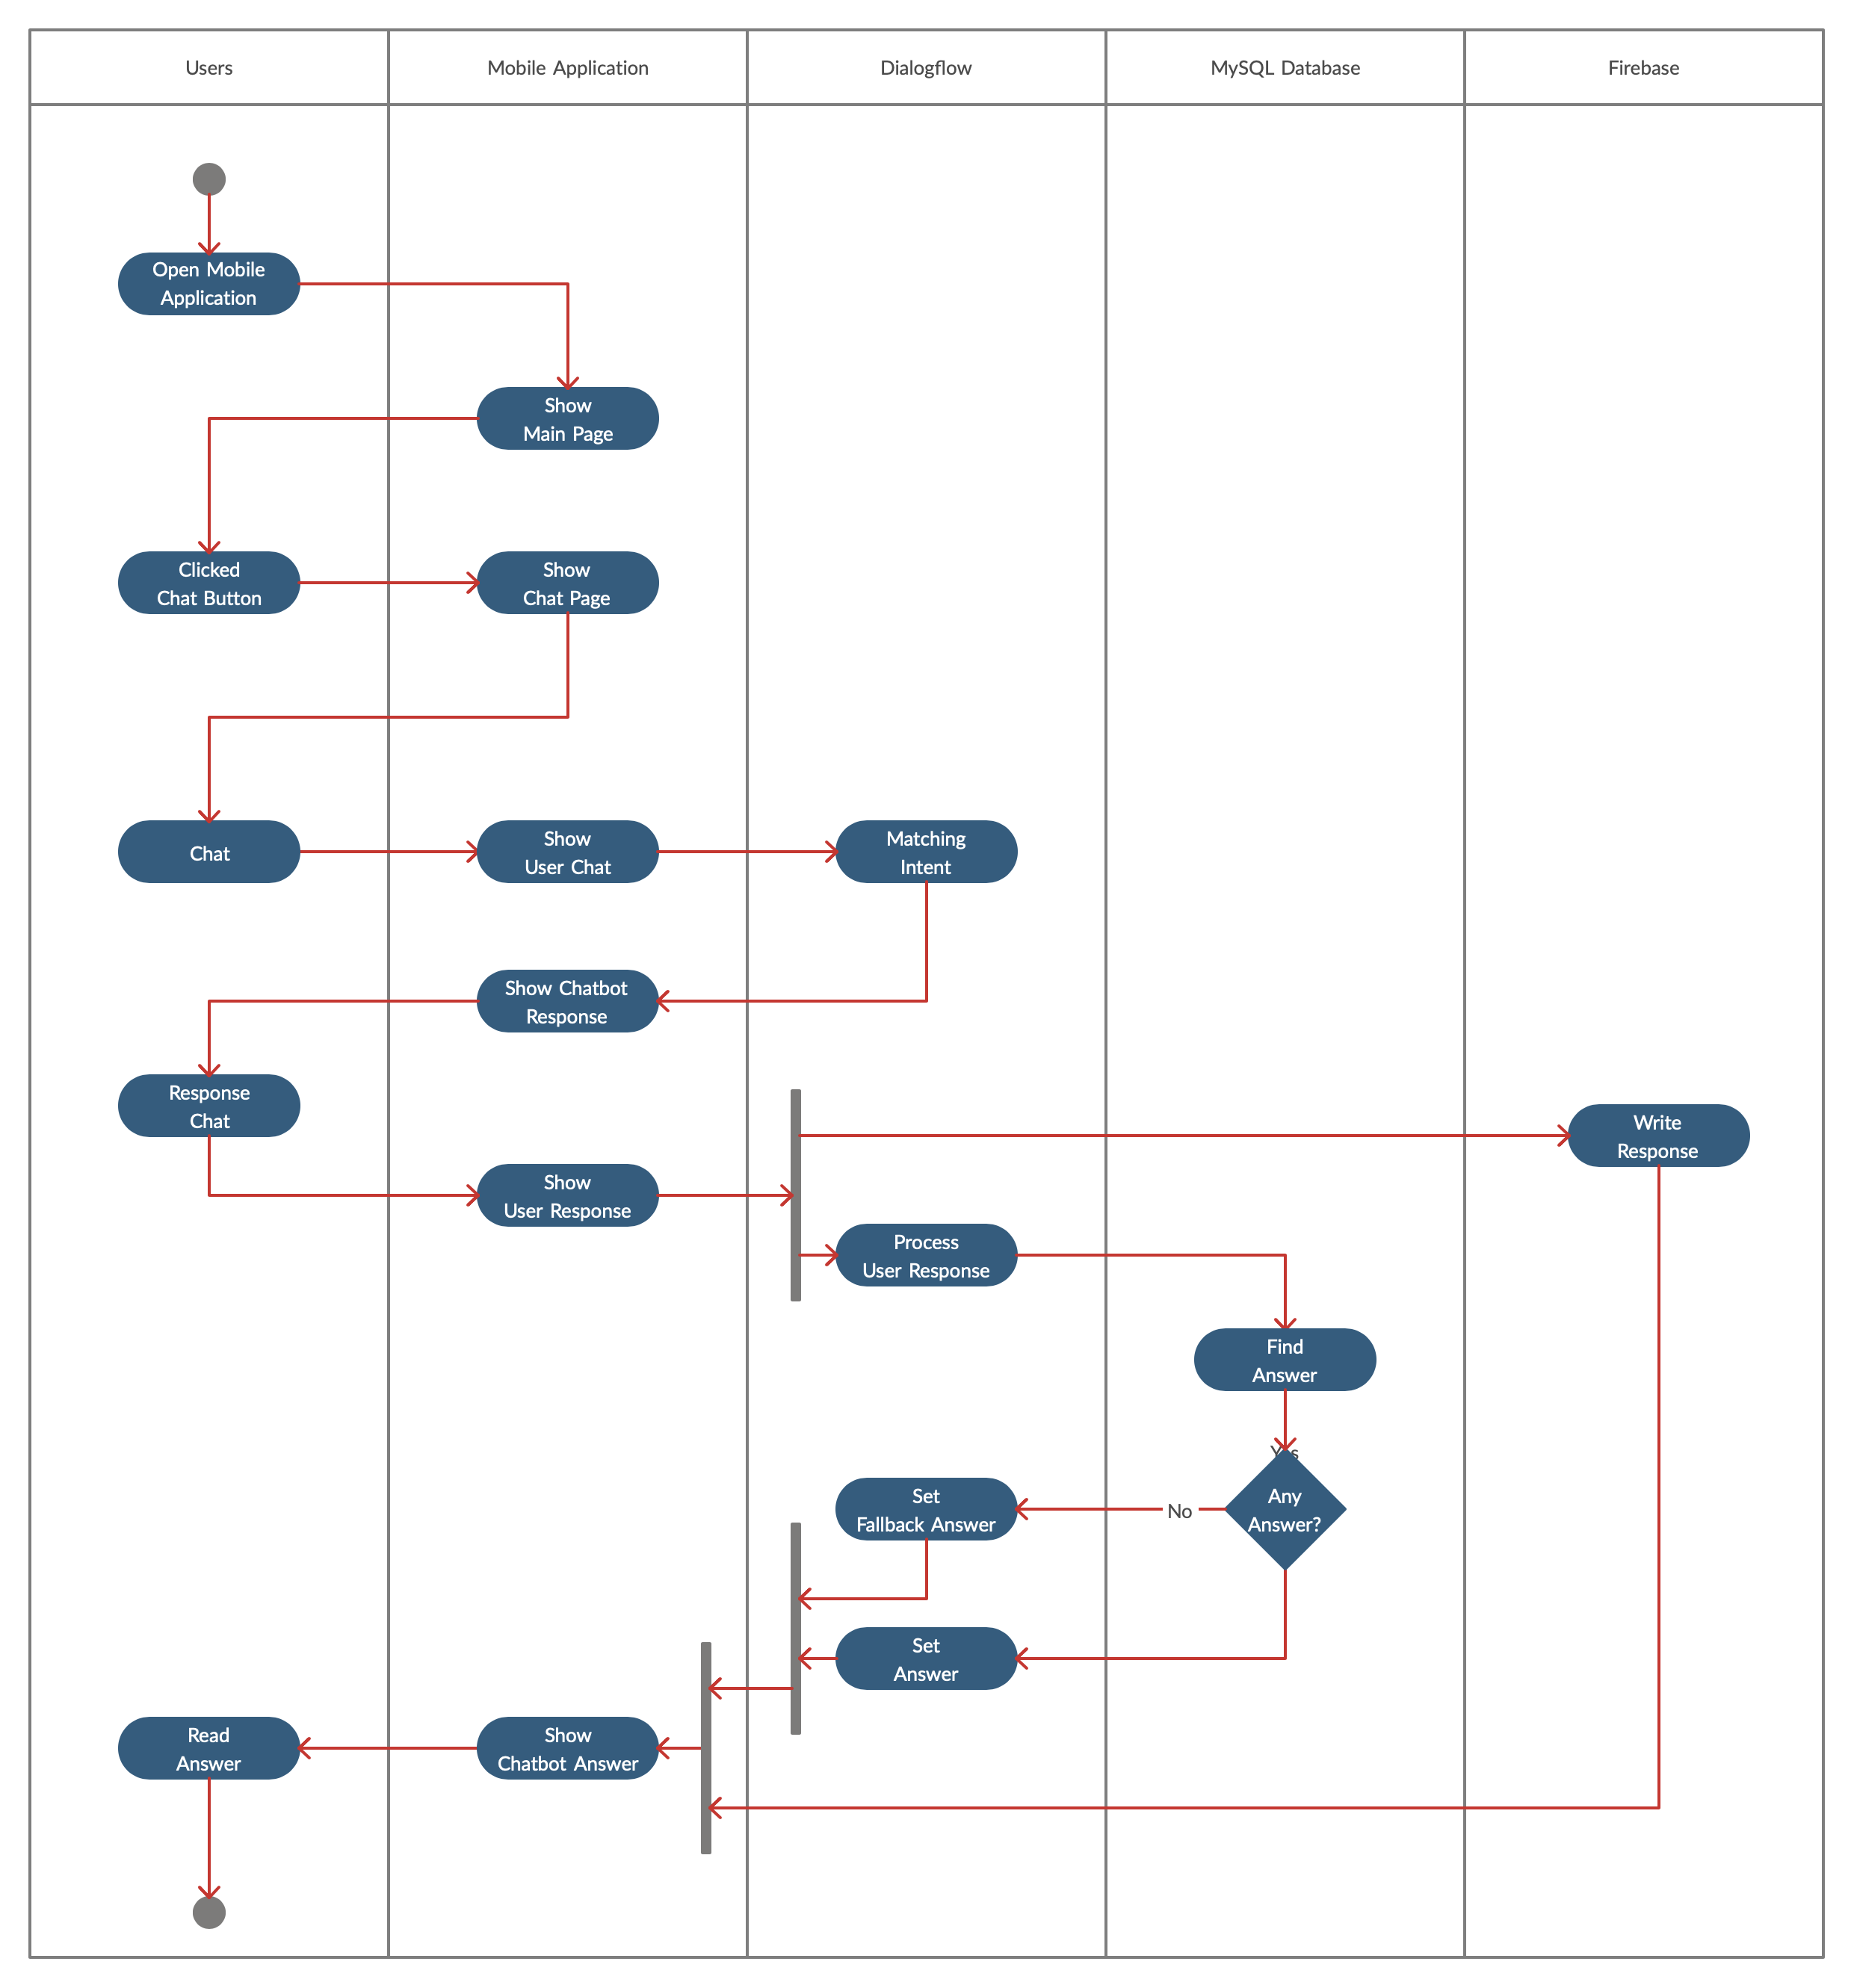 Users
Mobile Application
Dialogflow
MySQL Database
Firebase
Open Mobile
Application
Show
Main Page
Clicked
Chat Button
Show
Chat Page
Chat
Show
User Chat
Matching
Intent
Show Chatbot
Response
Response
Chat
Write
Response
Show
User Response
Process
User Response
Find
Answer
Yes
Any
Answer?
No
Set
Fallback Answer
Set
Answer
Show
Chatbot Answer
Read
Answer